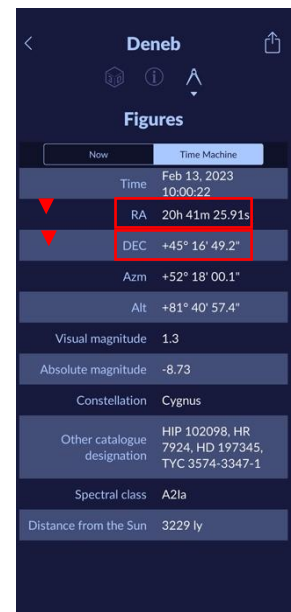 Deneb
3D
Figures
Now Time Machine
Time Feb 13, 2023
10:00:22
RA 20h 41m 25.91s
DEC +45° 16' 49.2"
Azm +52° 18' 00.1"
Alt +81° 40' 57.4"
Visual magnitude 1.3
Absolute magnitude -8.73
Constellation Cygnus
Other catalogue designation HIP 102098, HR
7924, HD 197345,
TYC 3574-3347-1
Spectral class A2Ia
Distance from the Sun 3229 ly